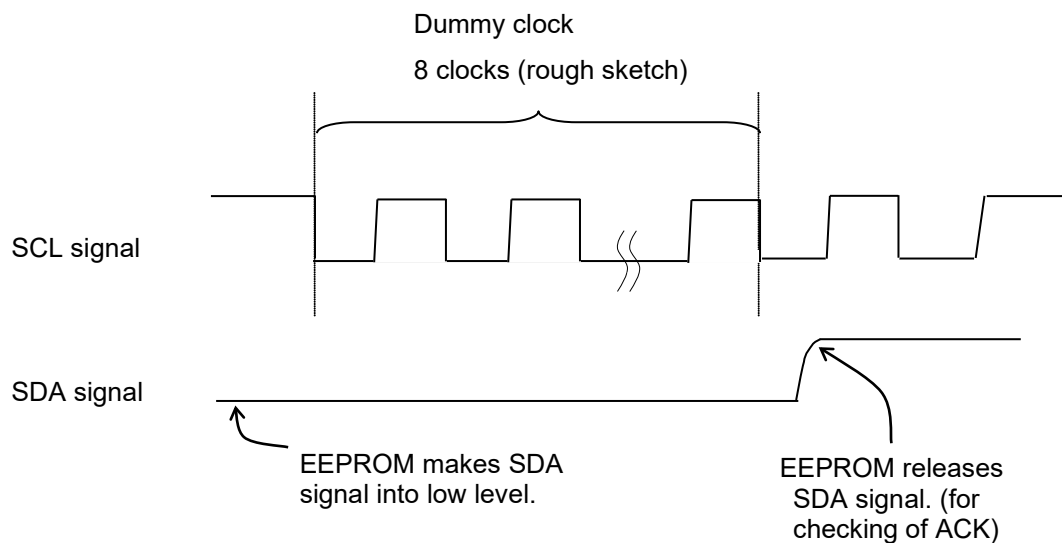 Dummy clock
8 clocks (rough sketch)
SCL signal
SDA signal
EEPROM makes SDA
signal into low level.
EEPROM releases
SDA signal. (for
checking of ACK)